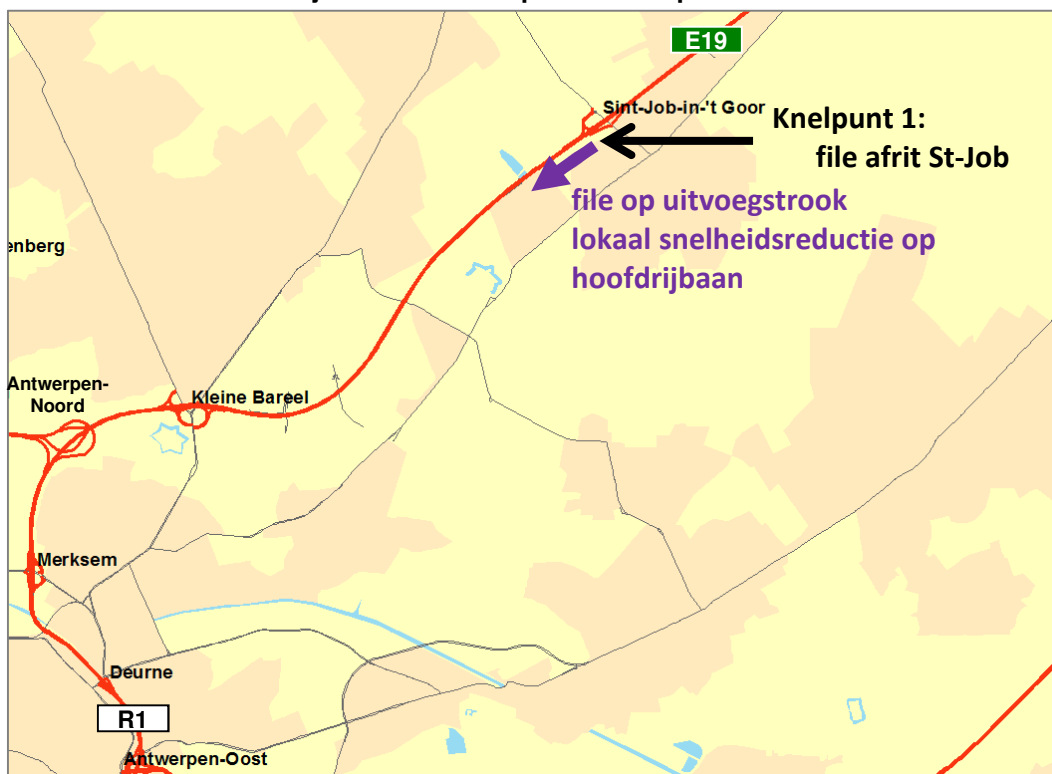 E19
Sint-Job-in-'t Goor
Knelpunt 1:
file afrit St-Job
file op uitvoegstrook
lokaal snelheidsreductie op
hoofdrijbaan
enberg
Antwerpen-
Noord
Kleine Bareel
Merksem
Deurne
R1
Antwerpen-Oost